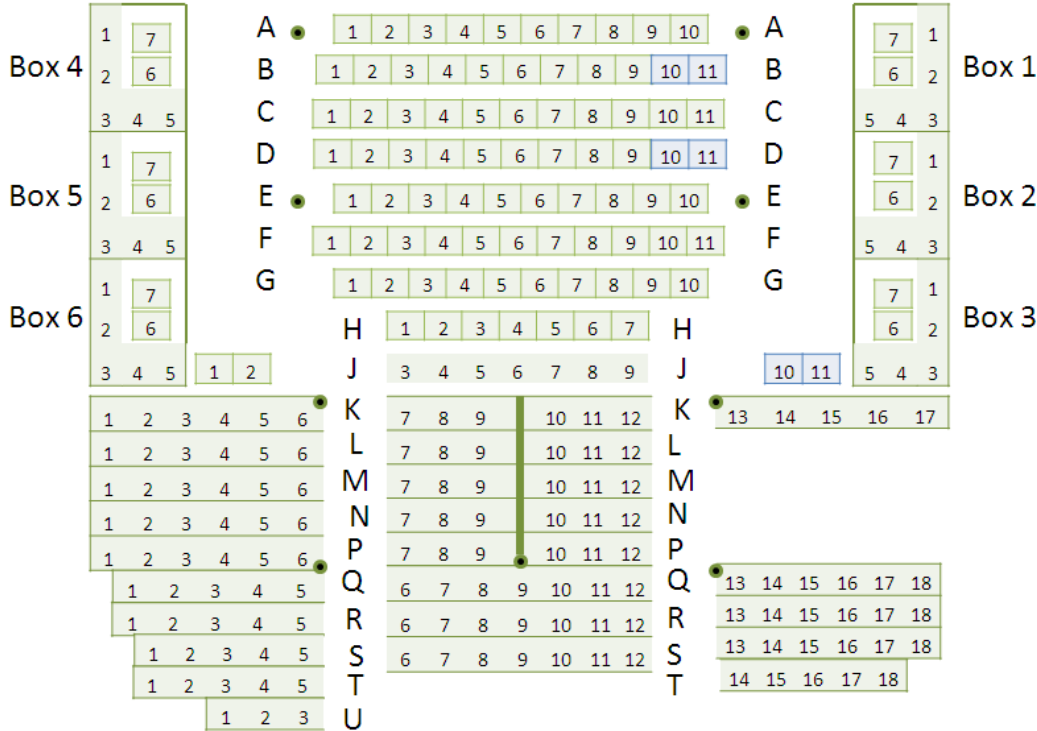 1 7 A 1 2 3 4 5 6 7 8 9 10 A 7 1
Box 4 2 6 B 1 2 3 4 5 6 7 8 9 10 11 B 6 2 Box 1
3 4 5 C 1 2 3 4 5 6 7 8 9 10 11 C 5 4 3
1 7 D 1 2 3 4 5 6 7 8 9 10 11 D 7 1
Box 5 2 6 E 1 2 3 4 5 6 7 8 9 10 E 6 2 Box 2
3 4 5 F 1 2 3 4 5 6 7 8 9 10 11 F 5 4 3
1 7 G 1 2 3 4 5 6 7 8 9 10 G 7 1
Box 6 2 6 H 1 2 3 4 5 6 7 H 6 2 Box 3
3 4 5 1 2 J 3 4 5 6 7 8 9 J 10 11 5 4 3
1 2 3 4 5 6 K 7 8 9 10 11 12 K 13 14 15 16 17
1 2 3 4 5 6 L 7 8 9 10 11 12 L
1 2 3 4 5 6 M 7 8 9 10 11 12 M
1 2 3 4 5 6 N 7 8 9 10 11 12 N
1 2 3 4 5 6 P 7 8 9 10 11 12 P
1 2 3 4 5 Q 6 7 8 9 10 11 12 Q 13 14 15 16 17 18
1 2 3 4 5 R 6 7 8 9 10 11 12 R 13 14 15 16 17 18
1 2 3 4 5 S 6 7 8 9 10 11 12 S 13 14 15 16 17 18
1 2 3 4 5 T T 14 15 16 17 18
1 2 3 U